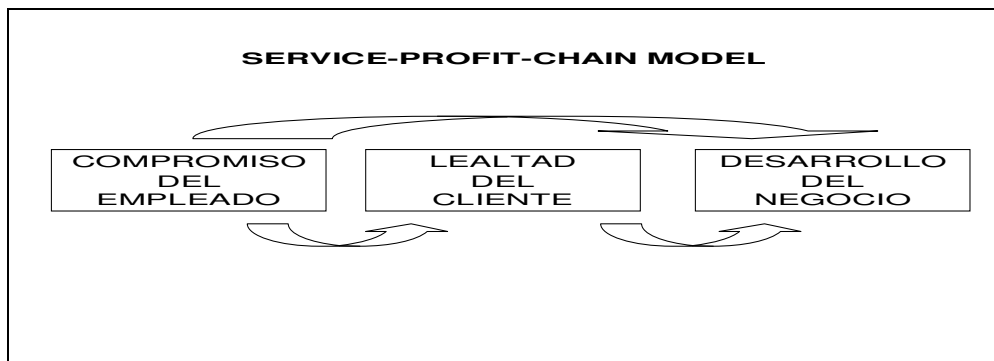 SERVICE-PROFIT-CHAIN MODEL
COMPROMISO
DEL
EMPLEADO
LEALTAD
DEL
CLIENTE
DESARROLLO
DEL
NEGOCIO